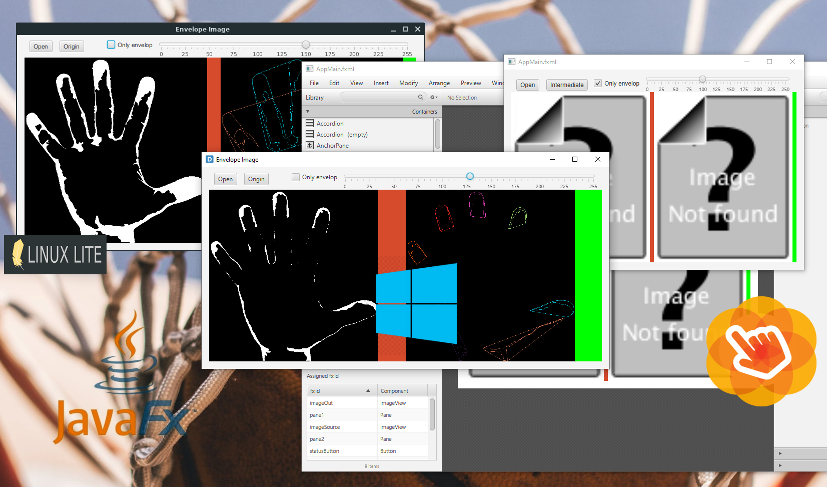 Envelope Image
Open
Origin
Only envelop
0 25 50 75 100 125 150 175 200 225 255
AppMain.fxml
File Edit View Insert Modify Arrange Preview
Library
No Selection
Containers
Accordion
Accordion (empty)
AnchorPane
AppMain.fxml
Open
Intermediate
Only envelop
0 25 50 75 100 125 150 175 200 225 250
Image
Not found
Image
Not found
Envelope Image
Open
Origin
Only envelop
0 25 50 75 100 125 150 175 200 225 255
LINUX LITE
Image
Not found
JavaFx
Assigned fx:id
fx:id Component
imageOut ImageView
pane1 Pane
imageSource ImageView
pane2 Pane
statusButton Button